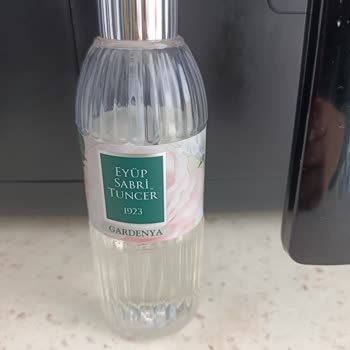 EYÜP
SABRİ
TUNCER
1923
GARDENYA